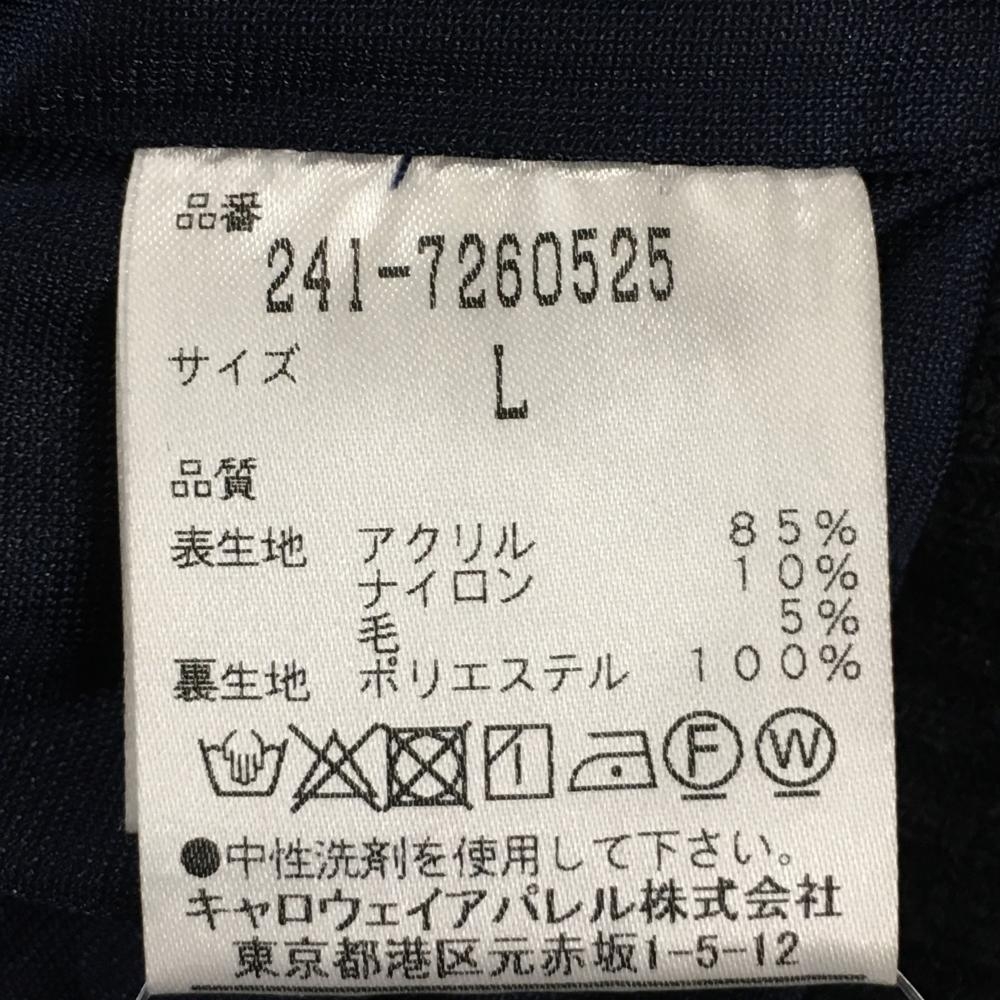 品番
241-7260525
サイズ L
品質
表生地 アクリル 85%
ナイロン 10%
毛 5%
裏生地 ポリエステル 100%
F W
●中性洗剤を使用して下さい。
キャロウェイアパレル株式会社
東京都港区元赤坂1-5-12